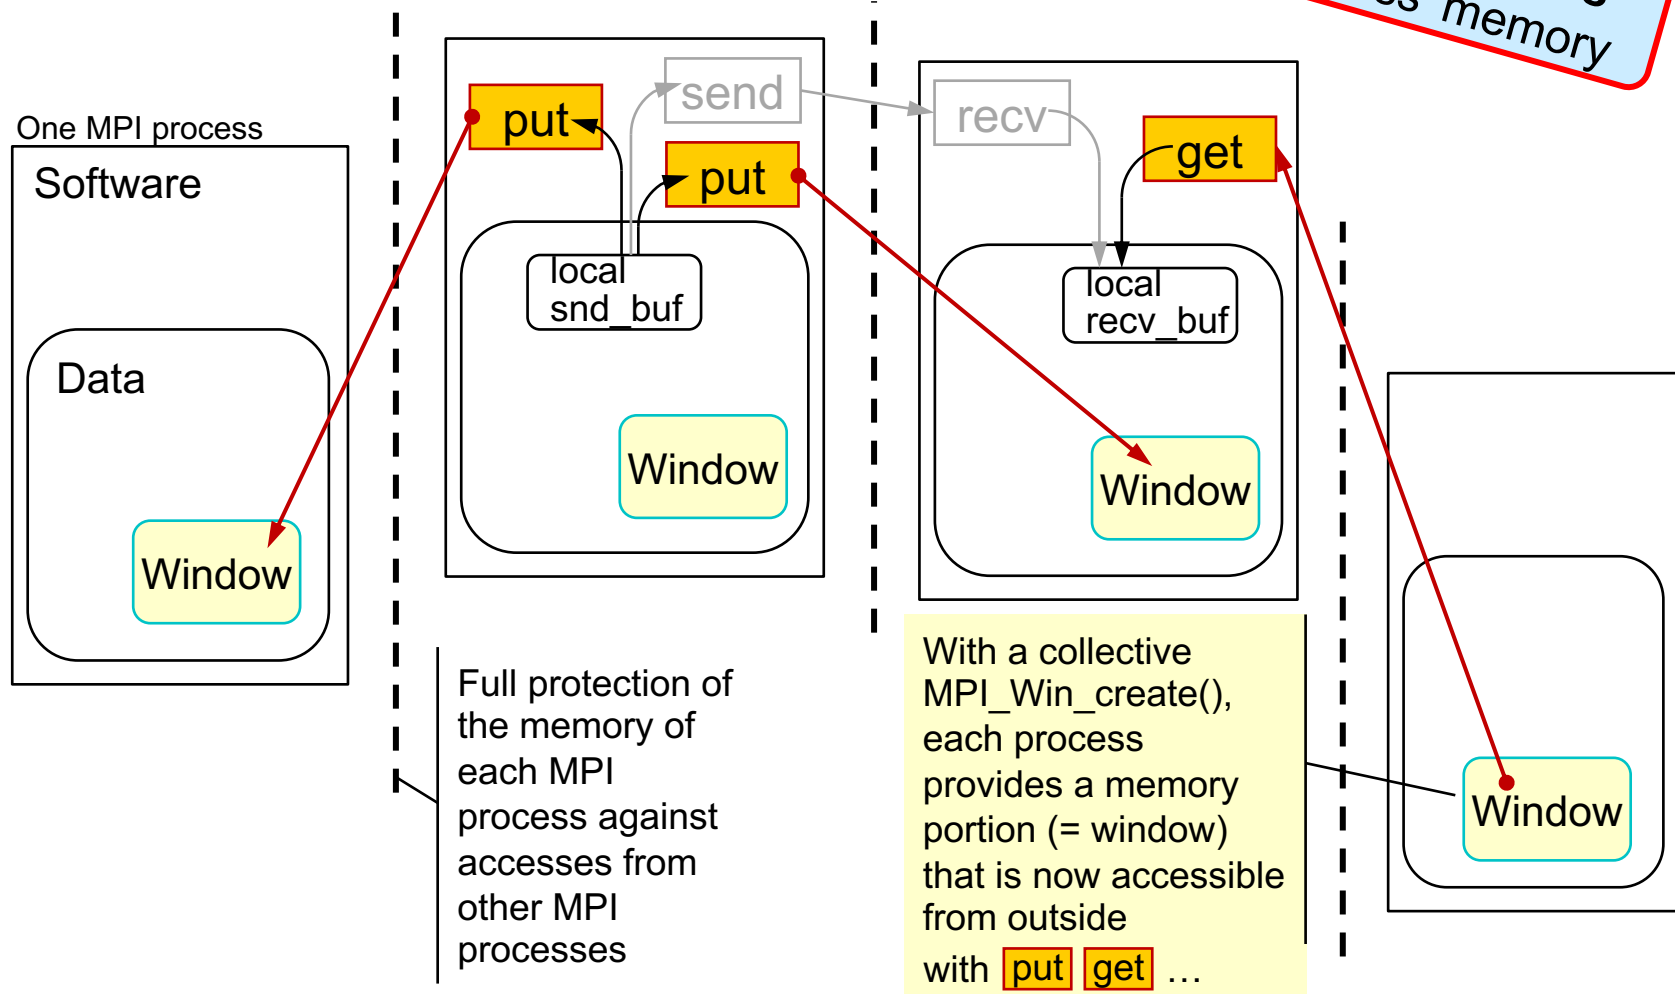 memory
One MPI process
Software
Data
Window
put
send
put
local
snd_buf
Window
recv
get
local
recv_buf
Window
Window
Full protection of
the memory of
each MPI
process against
accesses from
other MPI
processes
With a collective
MPI_Win_create(),
each process
provides a memory
portion (= window)
that is now accessible
from outside
with put get …